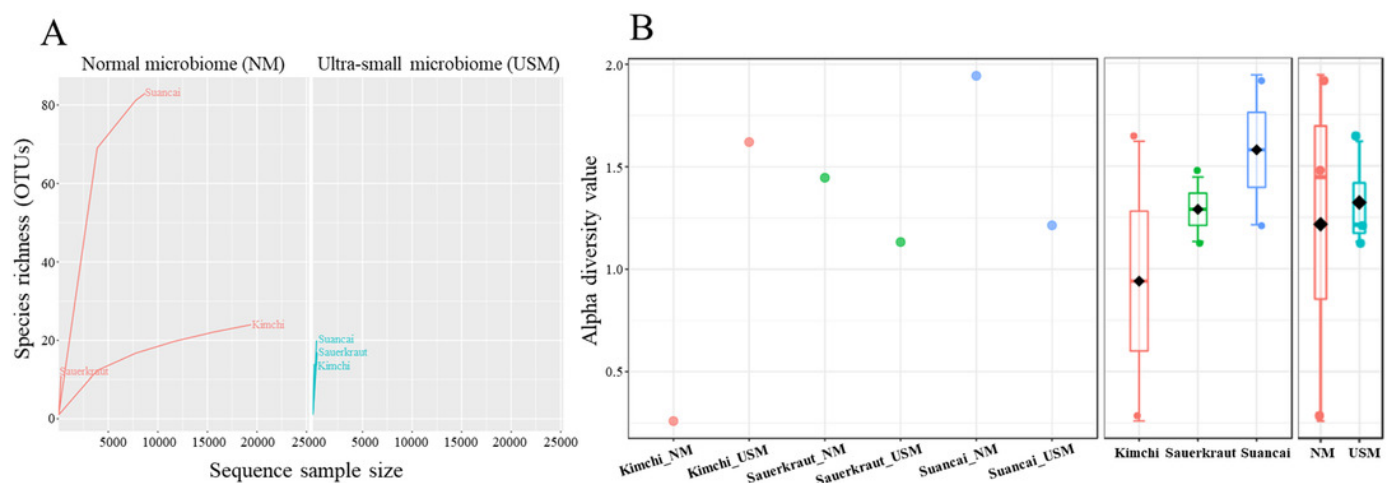 A
B
Normal microbiome (NM)
Ultra-small microbiome (USM)
Species richness (OTUs)
80
60
40
20
0
Suancai
Kimchi
Sauerkraut
Suancai
Sauerkraut
Kimchi
5000
10000
15000
20000
25000
5000
10000
15000
20000
25000
Sequence sample size
Alpha diversity value
2.0
1.5
1.0
0.5
Kimchi_NM
Kimchi_USM
Sauerkraut_NM
Sauerkraut_USM
Suancai_NM
Suancai_USM
Kimchi
Sauerkraut
Suancai
NM
USM